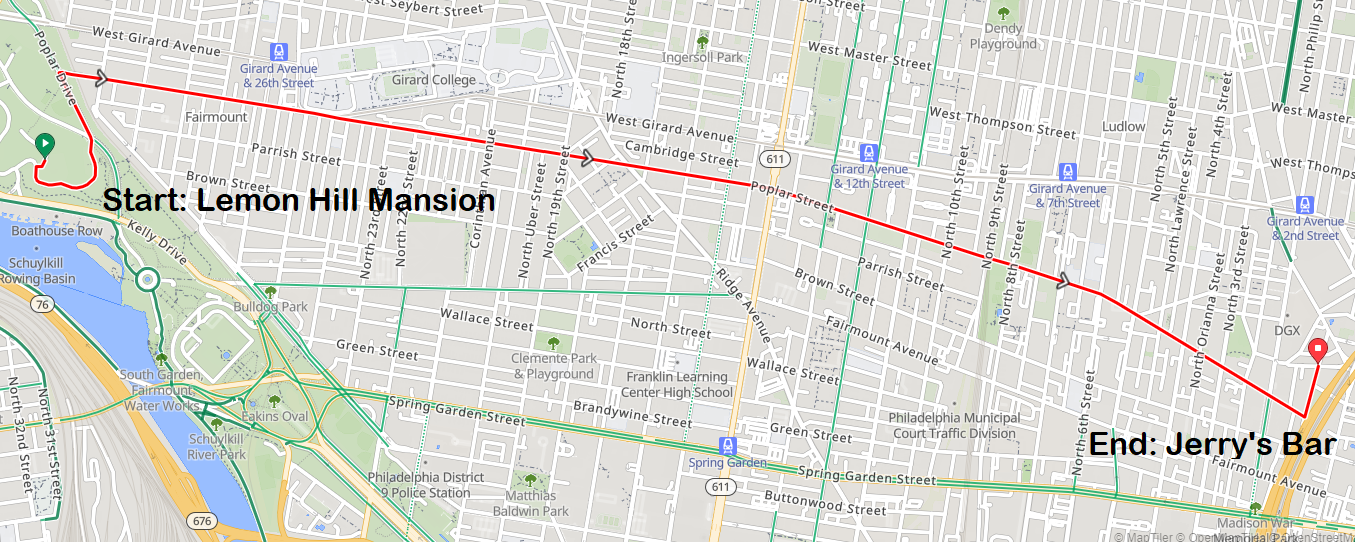 West Seybert Street
North 18th Street
North Philip St
Poplar Drive
West Girard Avenue
Girard Avenue
& 26th Street
Girard College
Ingersoll Park
Dendy
Playground
West Master Street
West Master
Fairmount
West Girard Avenue
Cambridge Street
West Thompson Street
Ludlow
North 5th Street
North 4th Street
West Thomps
Parrish Street
Brown Street
611
Girard Avenue
& 12th Street
Girard Avenue
& 7th Street
Poplar Street
Start: Lemon Hill Mansion
North 23rd Street
North 22nd Street
Corinthian Avenue
North Uber Street
North 19th Street
Francis Street
North 10th Street
North 9th Street
North 8th Street
North Lawrence Street
North Orianna Street
North 3rd Street
Girard Avenue
& 2nd Street
Boathouse Row
Kelly Drive
Schuylkill
Rowing Basin
76
Bulldog Park
Ridge Avenue
Brown Street
Parrish Street
Fairmount Avenue
Wallace Street
North Street
Green Street
Clemente Park
& Playground
Franklin Learning
Center High School
Wallace Street
DGX
South Garden,
Fairmount
Water Works
North 32nd Street
North 31st Street
Eakins Oval
Schuylkill
River Park
Spring Garden Street
Brandywine Street
Green Street
Philadelphia Municipal
Court Traffic Division
North 6th Street
End: Jerry's Bar
Fairmount Avenue
Spring Garden
Spring Garden Street
Philadelphia District
9 Police Station
Matthias
Baldwin Park
611
Buttonwood Street
676
Madison War
Memorial Park
© MapTiler © OpenStreetM